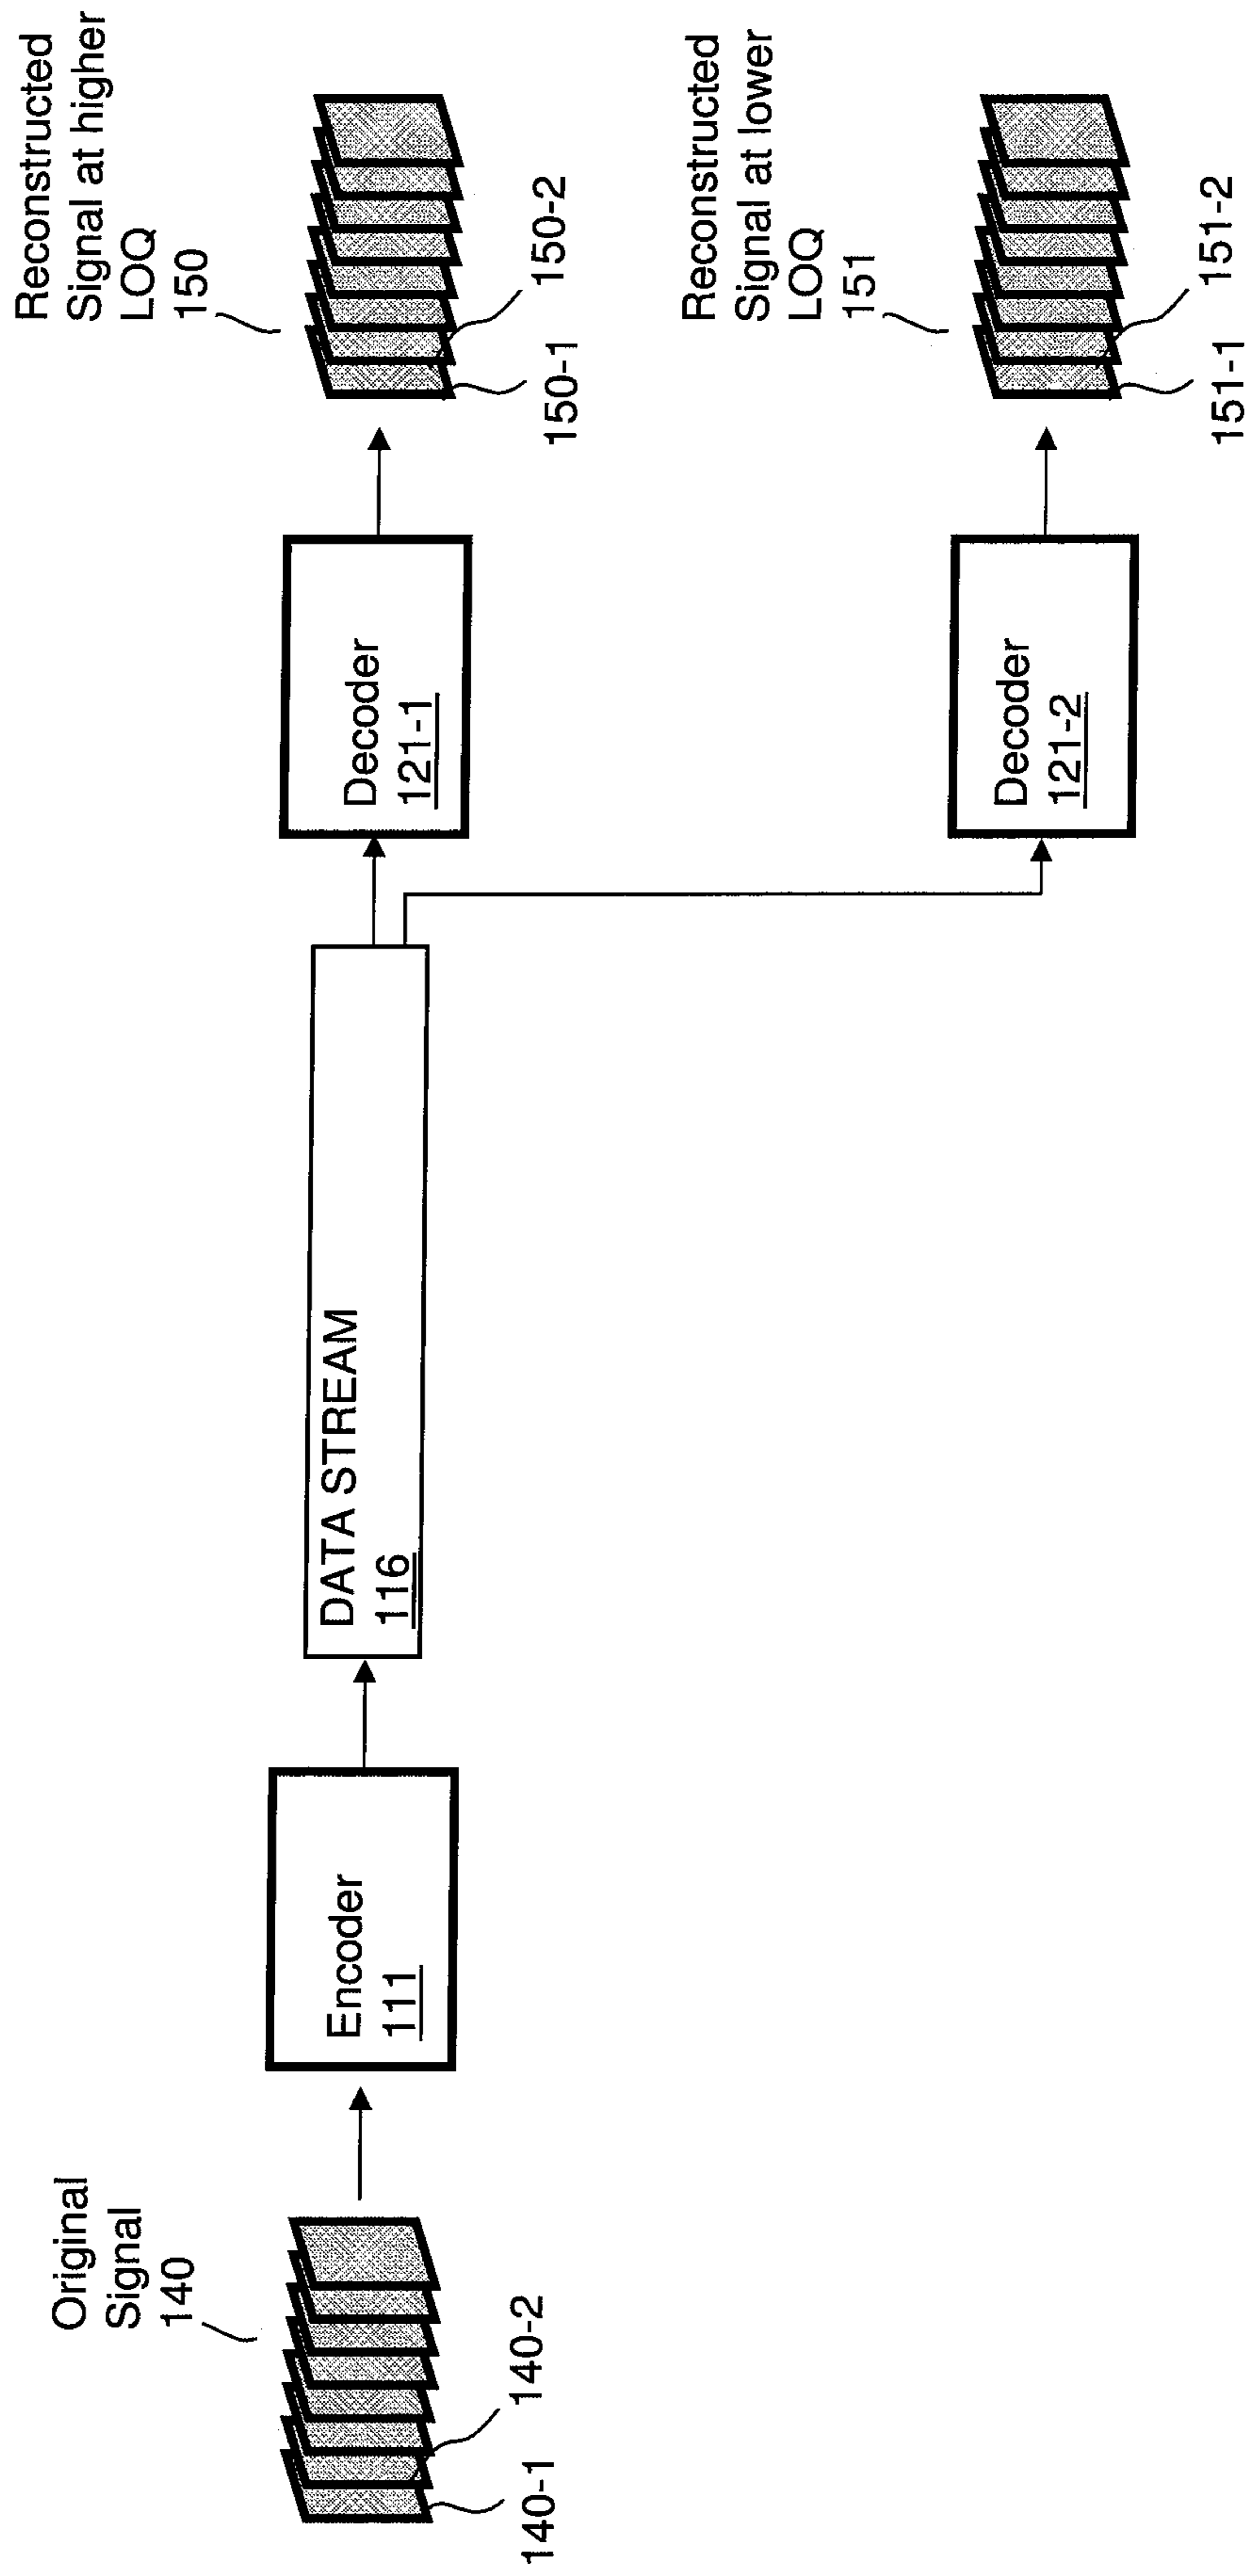 Original
Signal
140
140-1
140-2
Encoder
111
DATA STREAM
116
Decoder
121-1
Reconstructed
Signal at higher
LOQ
150
150-1
150-2
Decoder
121-2
Reconstructed
Signal at lower
LOQ
151
151-1
151-2